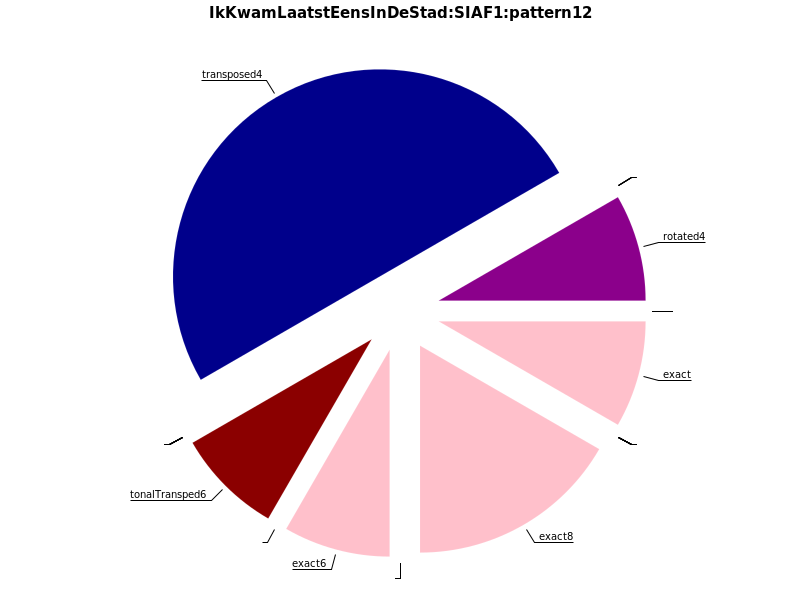 IkKwamLaatstEensInDeStad:SIAF1:pattern12
transposed4
rotated4
exact
tonalTransped6
exact8
exact6